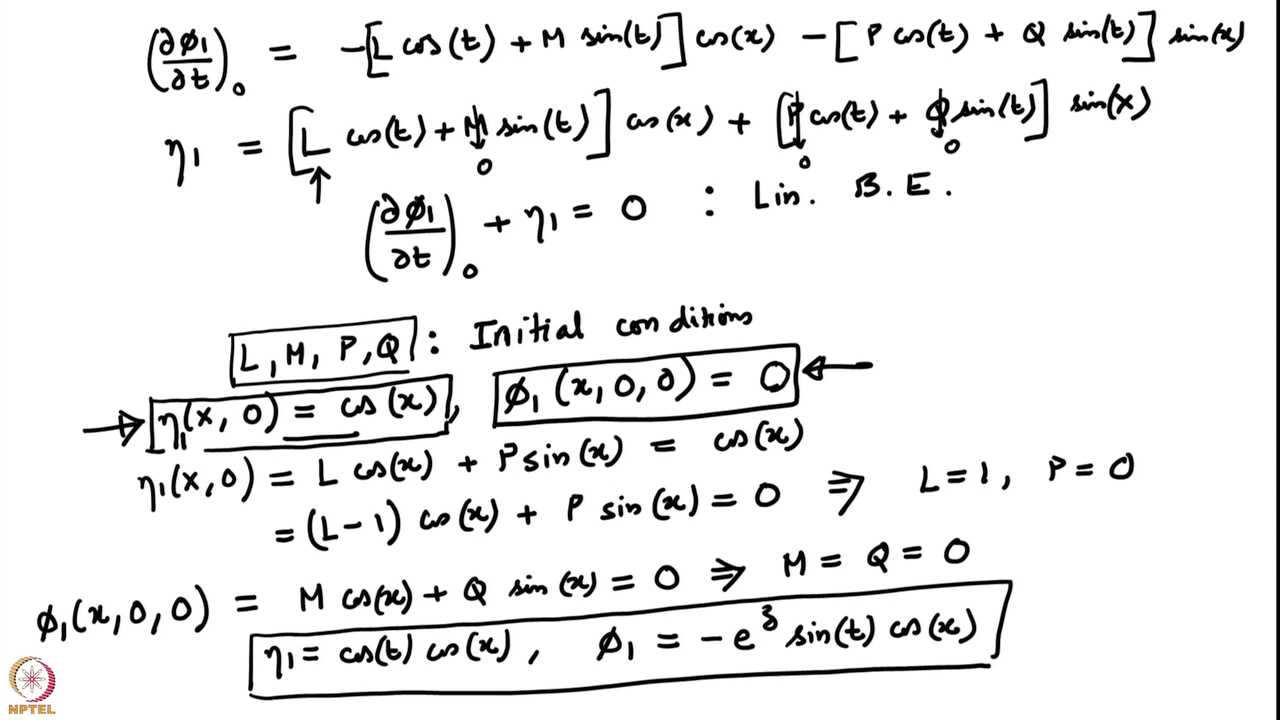 (∂φ₁/∂t)₀ = -[L cos(t) + M sin(t)] cos(x) - [P cos(t) + Q sin(t)] sin(x)
η₁ = [L cos(t) + M sin(t)] cos(x) + [P cos(t) + Q sin(t)] sin(x)
↑ 0 0 0
(∂φ₁/∂t)₀ + η₁ = 0 : Lin. B.E.
L, M, P, Q : Initial conditions
→ η₁(x, 0) = cos(x), φ₁(x, 0, 0) = 0 ←
η₁(x, 0) = L cos(x) + P sin(x) = cos(x)
= (L-1) cos(x) + P sin(x) = 0 ⇒ L = 1, P = 0
φ₁(x, 0, 0) = M cos(x) + Q sin(x) = 0 ⇒ M = Q = 0
η₁ = cos(t) cos(x), φ₁ = -e^z sin(t) cos(x)
NPTEL